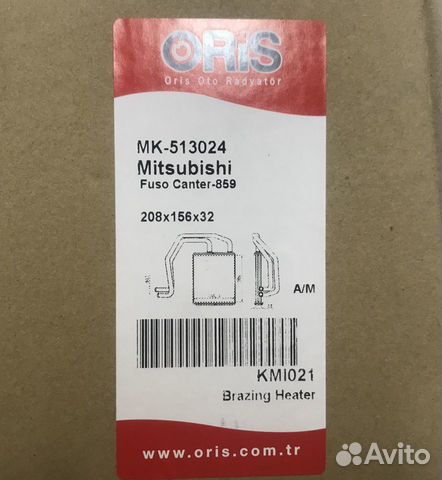 ORiS
Oris Oto Radyatör
MK-513024
Mitsubishi
Fuso Canter-859
208x156x32
A/M
KMI021
Brazing Heater
www.oris.com.tr
Avito